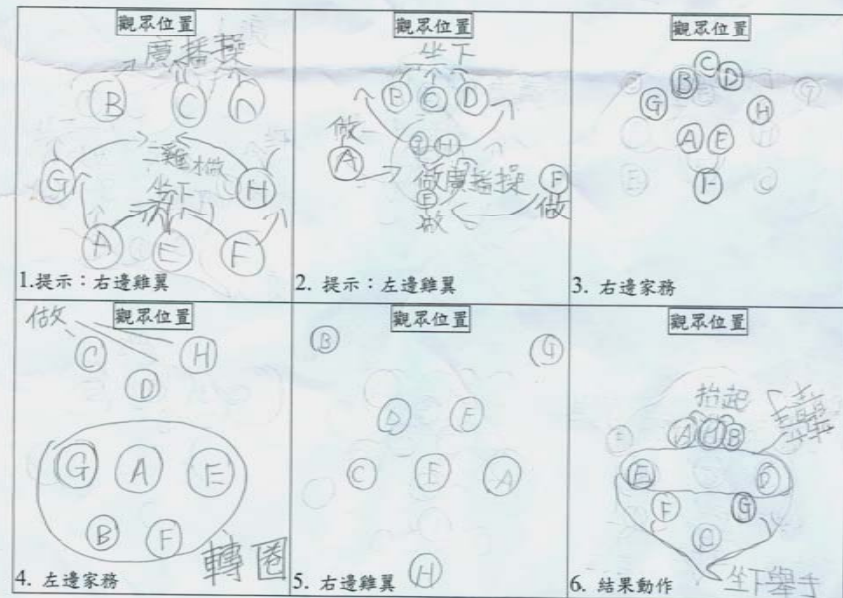 觀眾位置
廣播操
B C D
G 二雞 做 H
坐下
A E F
1.提示：右邊雞翼
觀眾位置
坐下
B C D
做 G H
A 做廣播操 F
E 做
做
2. 提示：左邊雞翼
觀眾位置
C
B D
G H
A E
F
3. 右邊家務
觀眾位置
做
C H
D
G A E
B F
轉圈
4. 左邊家務
觀眾位置
B G
D F
C E A
H
5. 右邊雞翼
觀眾位置
抬起
A H B
E D
F G
C
坐下舉手
6. 結果動作